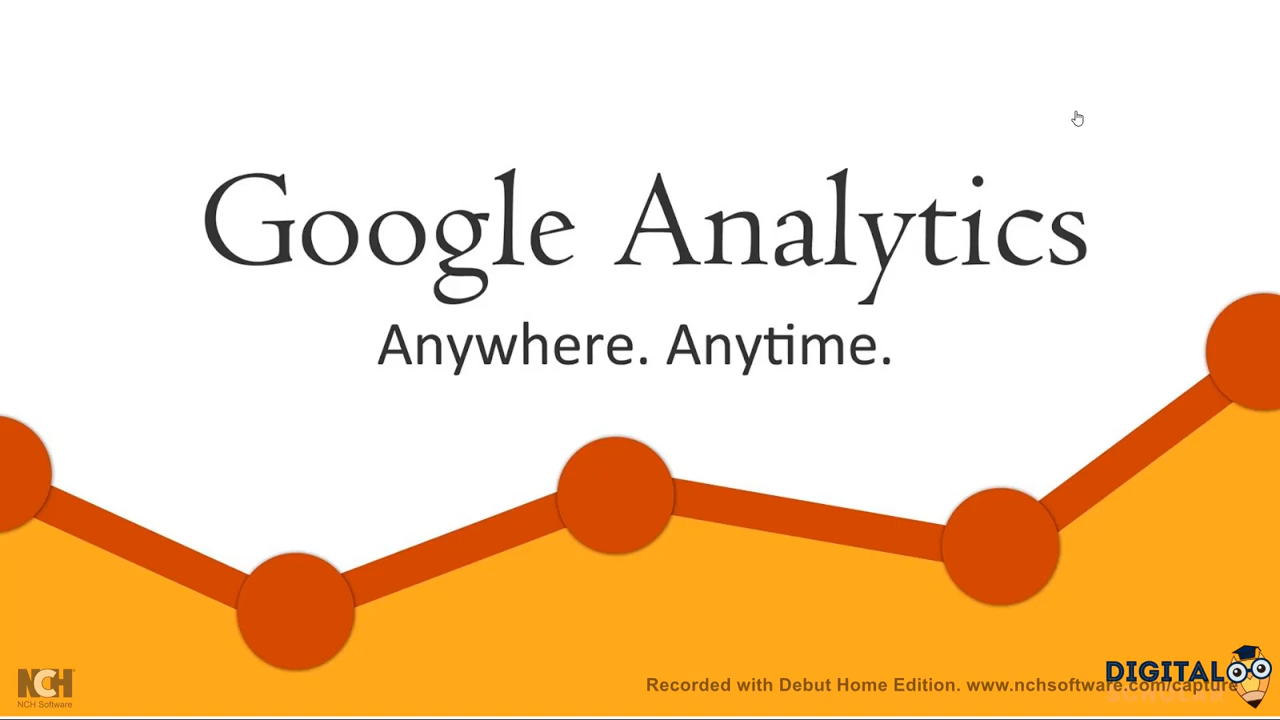 Google Analytics
Anywhere. Anytime.
NCH
NCH Software
Recorded with Debut Home Edition. www.nchsoftware.com/capture
DIGITAL